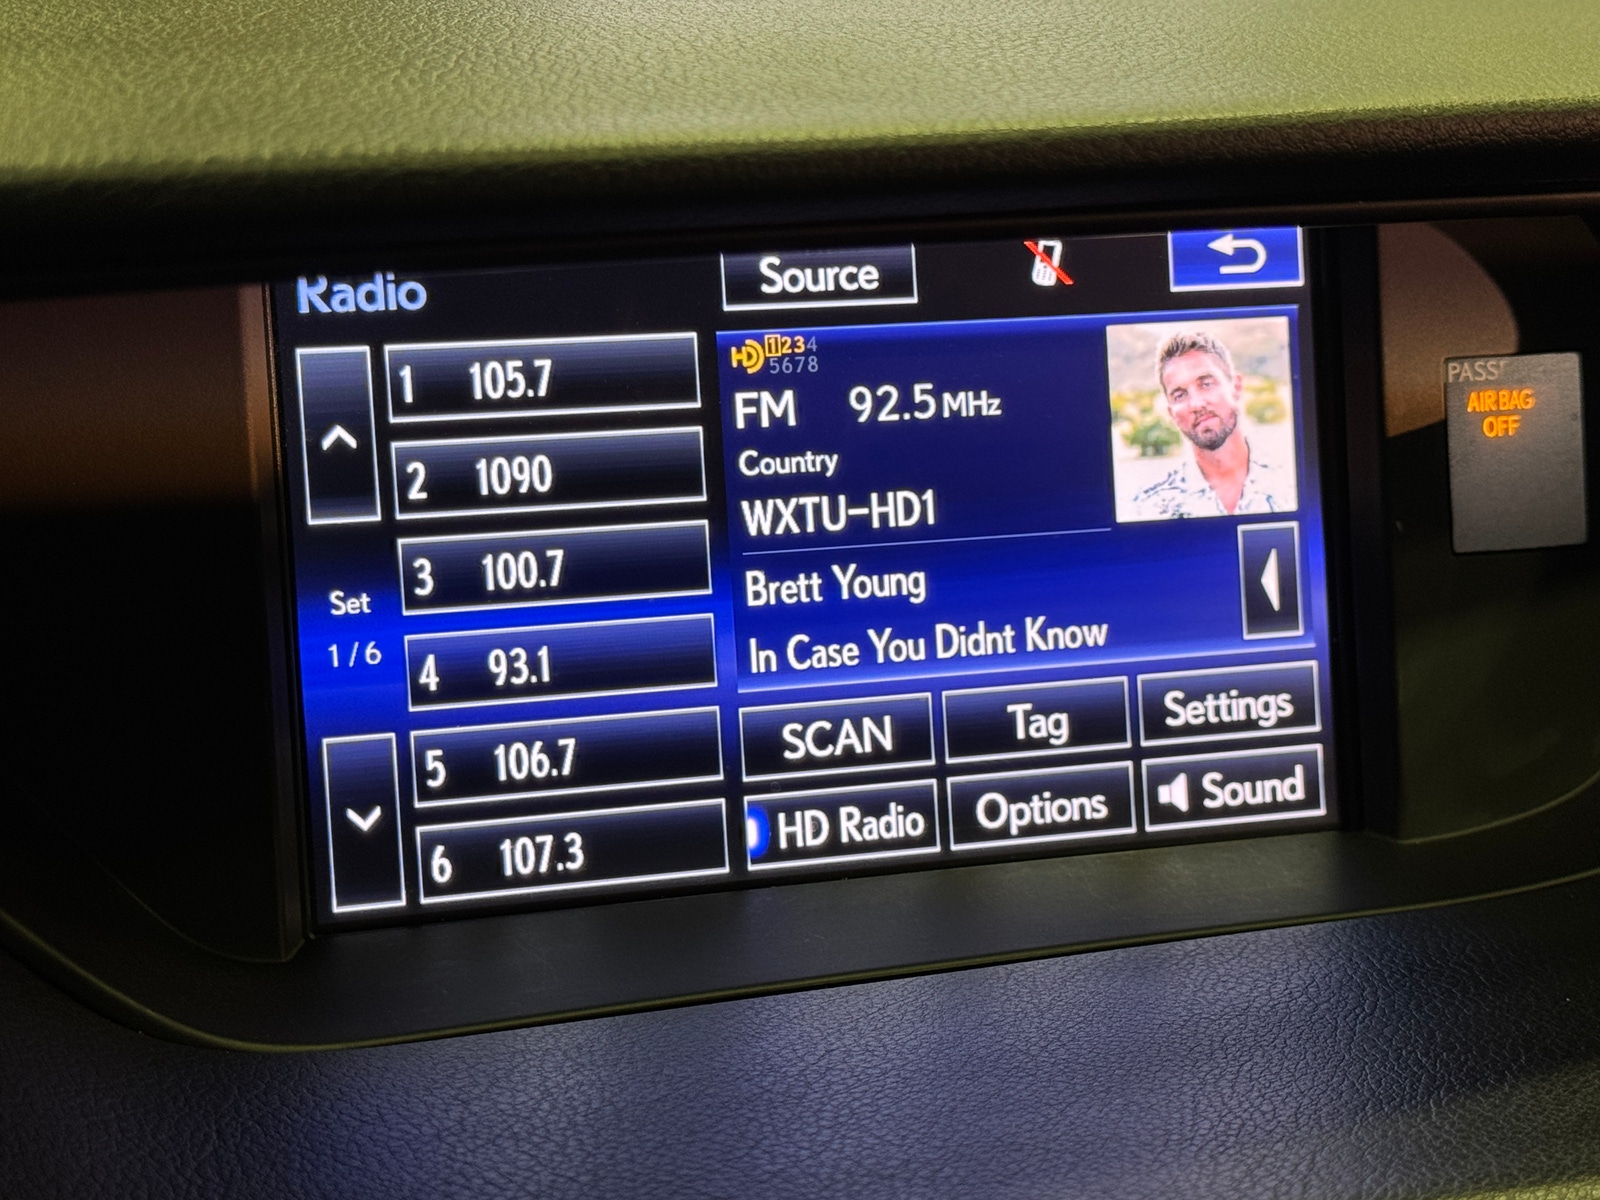 Radio
Source
1 105.7
2 1090
3 100.7
4 93.1
5 106.7
6 107.3
Set
1/6
HD 1234
5678
FM 92.5 MHz
Country
WXTU-HD1
Brett Young
In Case You Didnt Know
SCAN
Tag
Settings
HD Radio
Options
Sound
PASS
AIR BAG
OFF